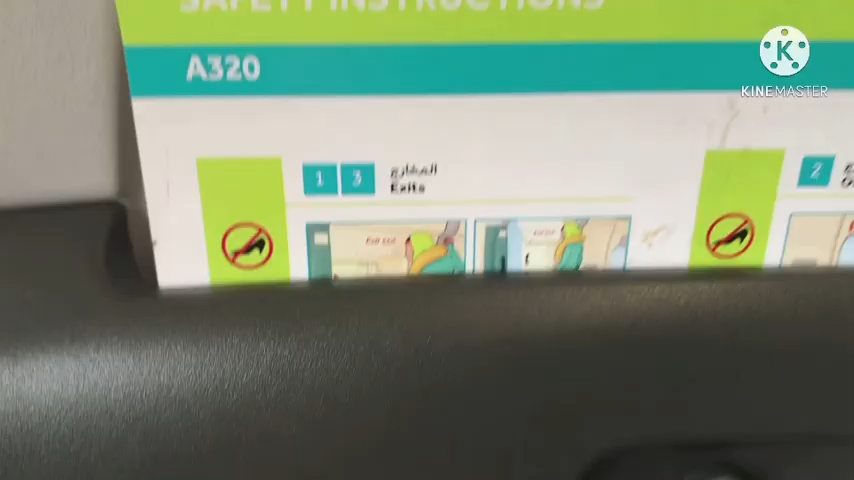 SAFETY INSTRUCTIONS
A320
KINEMASTER
1 3 المخارج
Exits
2